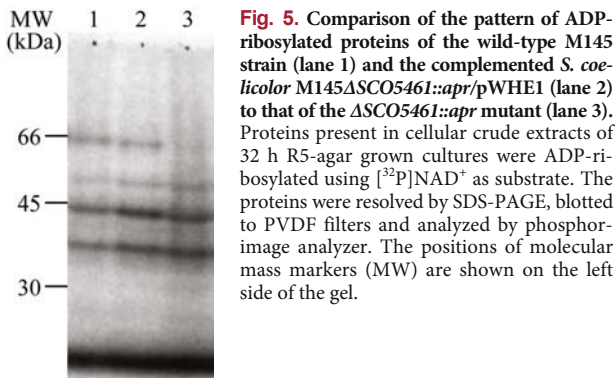 MW 1 2 3
(kDa)
66
45
30
Fig. 5. Comparison of the pattern of ADP-
ribosylated proteins of the wild-type M145
strain (lane 1) and the complemented S. coe-
licolor M145ΔSCO5461::apr/pWHE1 (lane 2)
to that of the ΔSCO5461::apr mutant (lane 3).
Proteins present in cellular crude extracts of
32 h R5-agar grown cultures were ADP-ri-
bosylated using [³²P]NAD⁺ as substrate. The
proteins were resolved by SDS-PAGE, blotted
to PVDF filters and analyzed by phosphor-
image analyzer. The positions of molecular
mass markers (MW) are shown on the left
side of the gel.